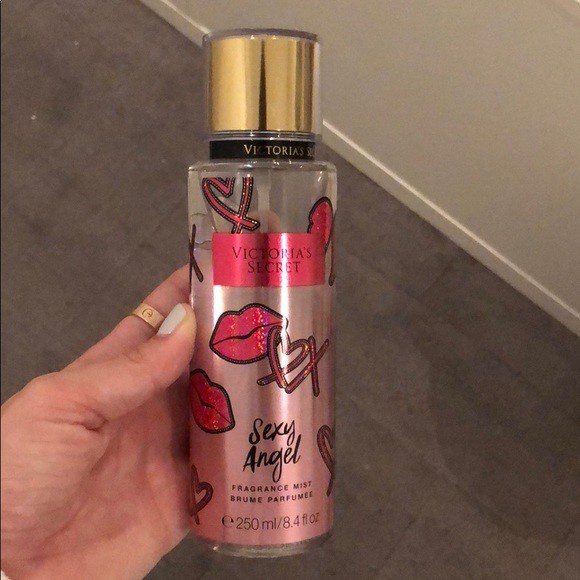 VICTORIA'S
VICTORIA'S
SECRET
Sexy
Angel
FRAGRANCE MIST
BRUME PARFUMÉE
℮ 250 ml/8.4 fl oz